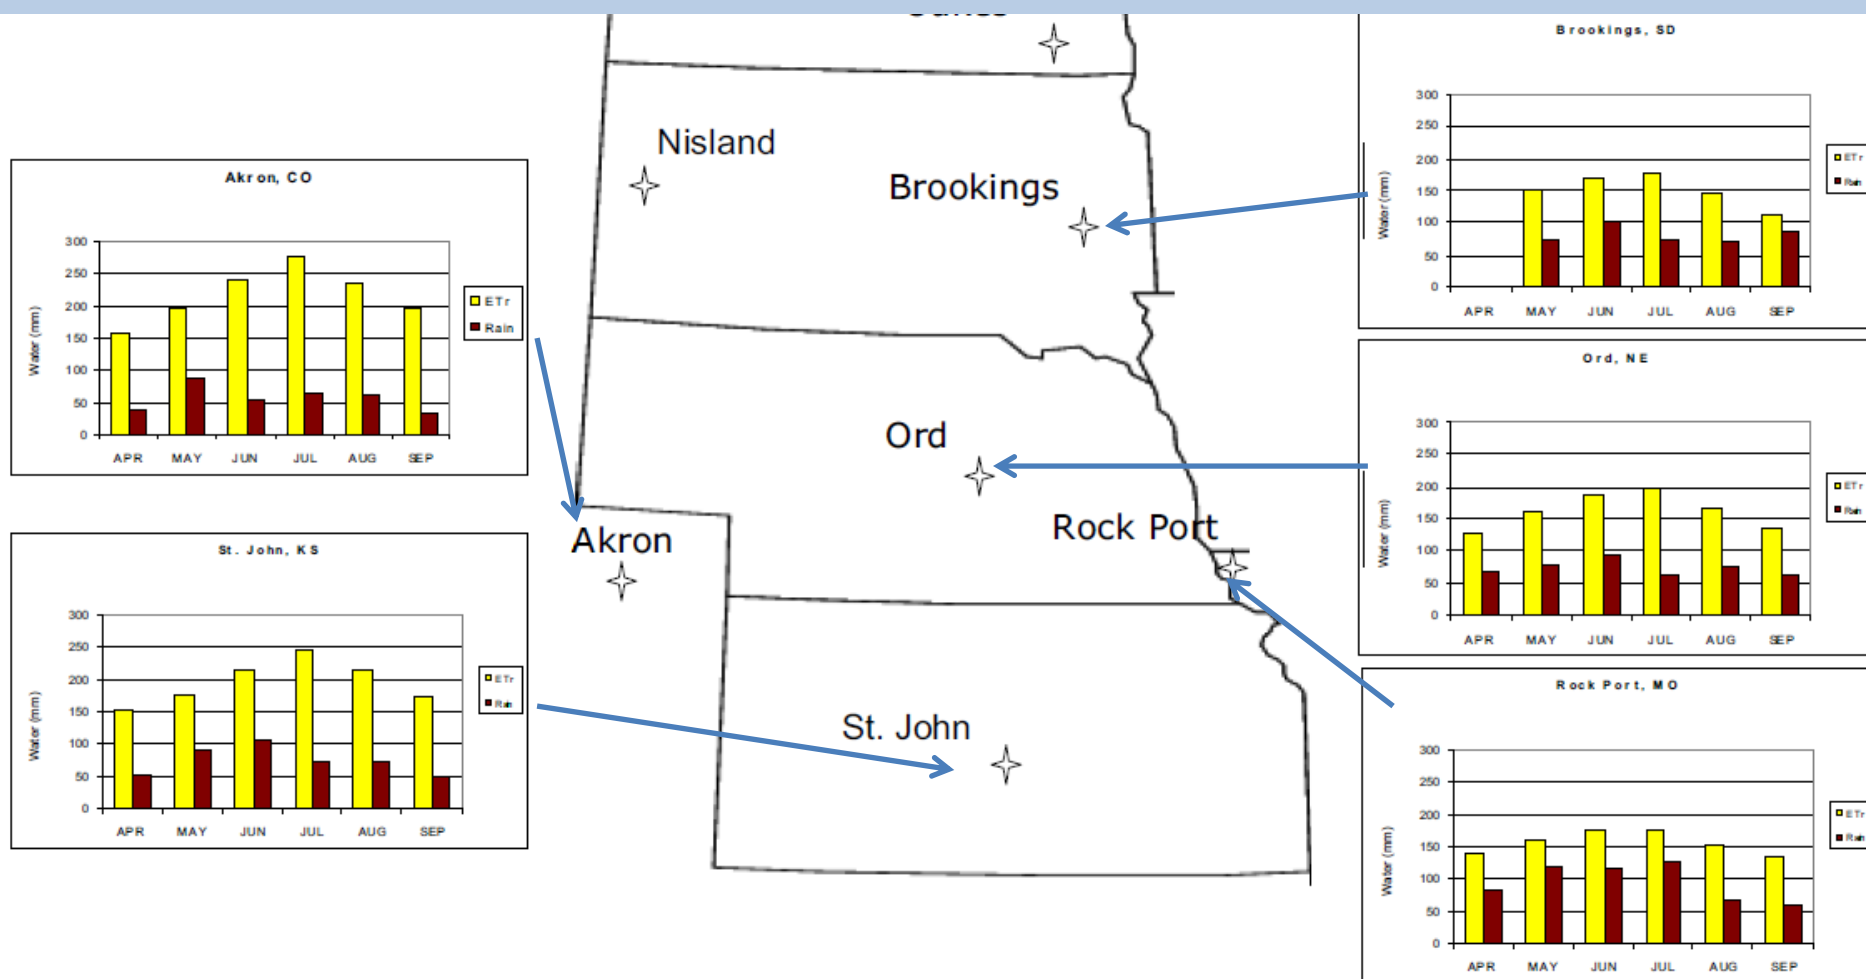 Brookings, SD
300
250
200
150
100
50
0
Water (mm)
APR MAY JUN JUL AUG SEP
ETr
Rain
Nisland
Brookings
Akron, CO
300
250
200
150
100
50
0
Water (mm)
APR MAY JUN JUL AUG SEP
ETr
Rain
Ord, NE
300
250
200
150
100
50
0
Water (mm)
APR MAY JUN JUL AUG SEP
ETr
Rain
Ord
Rock Port
Akron
St. John, KS
300
250
200
150
100
50
0
Water (mm)
APR MAY JUN JUL AUG SEP
ETr
Rain
St. John
Rock Port, MO
300
250
200
150
100
50
0
Water (mm)
APR MAY JUN JUL AUG SEP
ETr
Rain